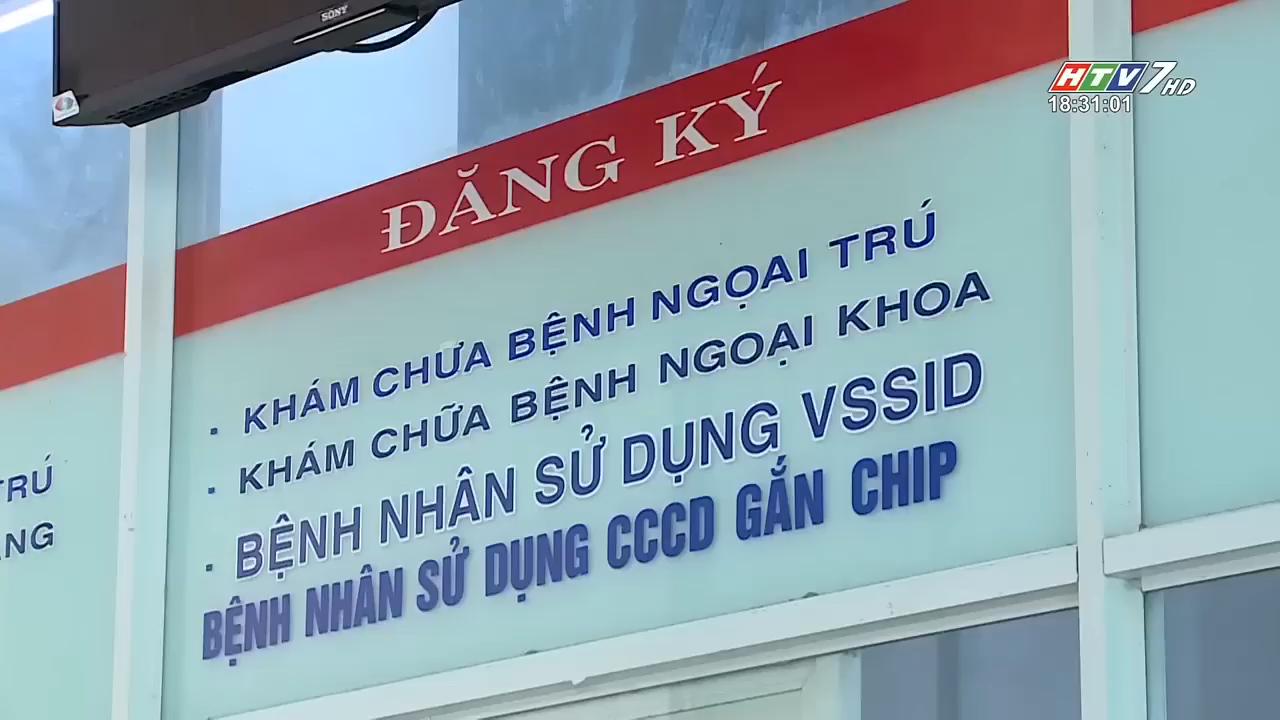 SONY
HTV7 HD
18:31:01
ĐĂNG KÝ
· KHÁM CHỮA BỆNH NGOẠI TRÚ
· KHÁM CHỮA BỆNH NGOẠI KHOA
· BỆNH NHÂN SỬ DỤNG VSSID
BỆNH NHÂN SỬ DỤNG CCCD GẮN CHIP
TRÚ